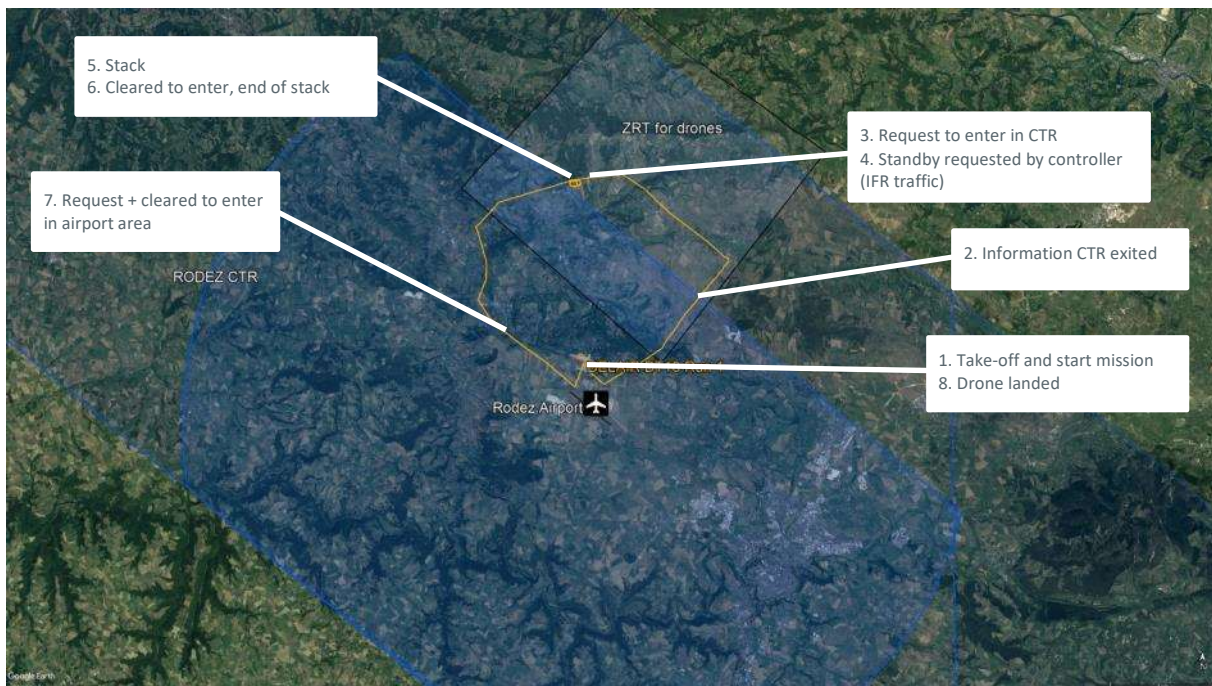 5. Stack
6. Cleared to enter, end of stack
ZRT for drones
3. Request to enter in CTR
4. Standby requested by controller
(IFR traffic)
7. Request + cleared to enter
in airport area
RODEZ CTR
2. Information CTR exited
1. Take-off and start mission
8. Drone landed
Rodez Airport
Google Earth